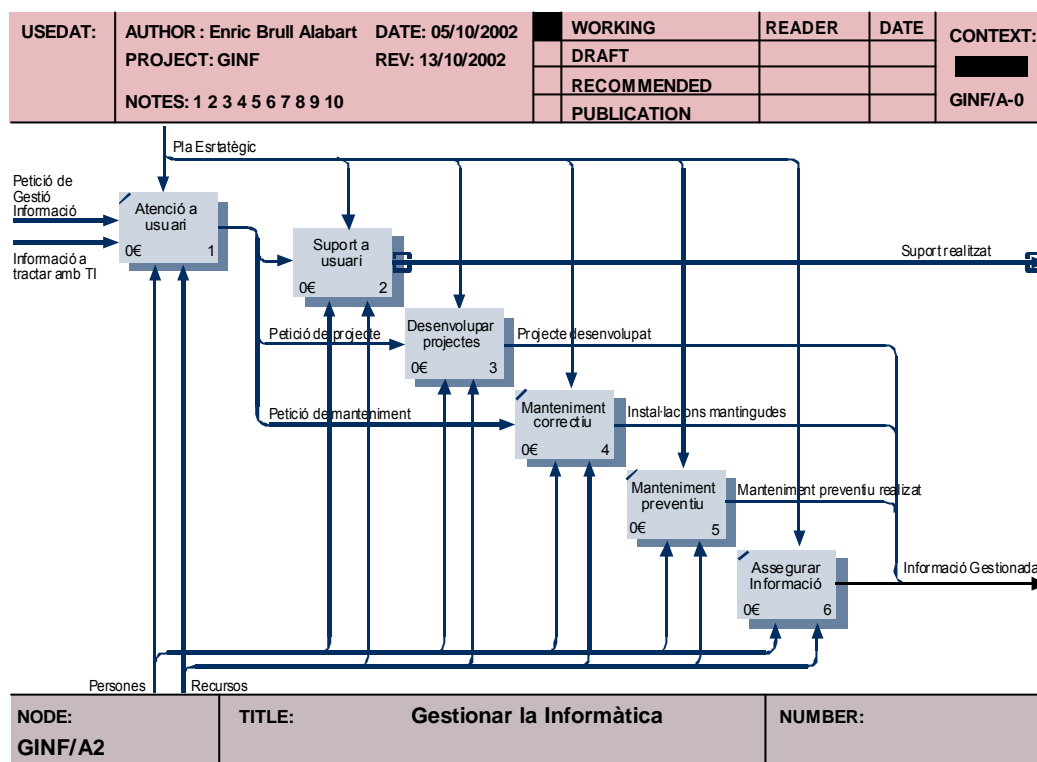 USEDAT:
AUTHOR : Enric Brull Alabart DATE: 05/10/2002
PROJECT: GINF REV: 13/10/2002
NOTES: 1 2 3 4 5 6 7 8 9 10
WORKING
DRAFT
RECOMMENDED
PUBLICATION
READER
DATE
CONTEXT:
GINF/A-0
Pla Esrtatègic
Petició de
Gestió
Informació
Informació a
tractar amb TI
Atenció a
usuari
0€ 1
Suport a
usuari
0€ 2
Suport realitzat
Petició de projecte
Desenvolupar
projectes
0€ 3
Projecte desenvolupat
Petició de manteniment
Manteniment
correctiu
0€ 4
Instal·lacions mantingudes
Manteniment
preventiu
0€ 5
Manteniment preventiu realizat
Assegurar
Informació
0€ 6
Informació Gestionada
Persones
Recursos
NODE:
GINF/A2
TITLE:
Gestionar la Informàtica
NUMBER: